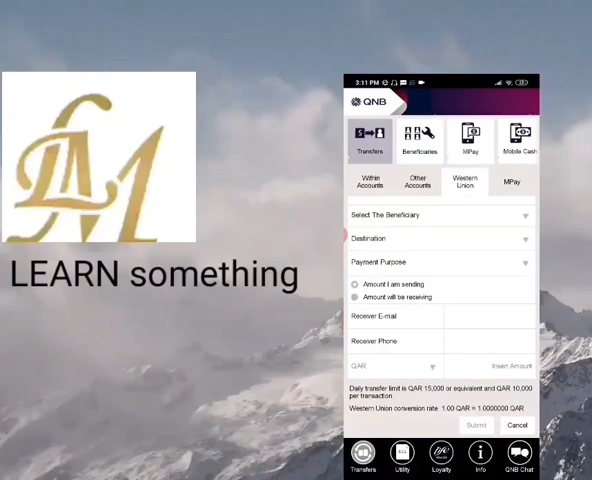 LEARN something
3:11 PM
QNB
Transfers
Beneficiaries
MPay
Mobile Cash
Within Accounts
Other Accounts
Western Union
MPay
Select The Beneficiary
Destination
Payment Purpose
Amount I am sending
Amount will be receiving
Recever E-mail
Recever Phone
QAR
Insert Amount
Daily transfer limit is QAR 15,000 or equivalent and QAR 10,000
per transaction
Western Union conversion rate 1.00 QAR = 1.0000000 QAR
Submit
Cancel
Transfers
Utility
Loyalty
Info
QNB Chat